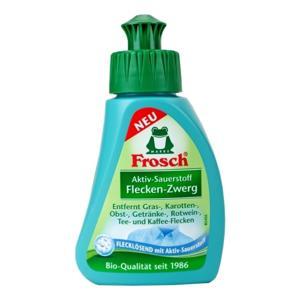 NEU
MARKE
Frosch
Aktiv-Sauerstoff
Flecken-Zwerg
Entfernt Gras-, Karotten-,
Obst-, Getränke-, Rotwein-,
Tee- und Kaffee-Flecken
FLECKLÖSEND mit Aktiv-Sauerstoff
Bio-Qualität seit 1986